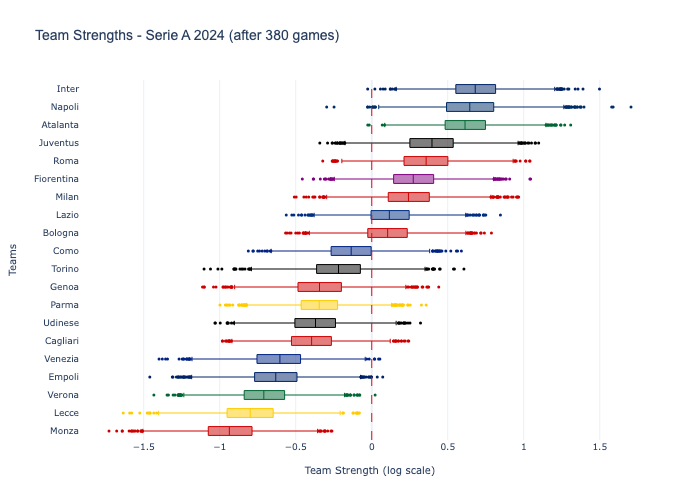 Team Strengths - Serie A 2024 (after 380 games)
Inter
Napoli
Atalanta
Juventus
Roma
Fiorentina
Milan
Lazio
Bologna
Como
Torino
Genoa
Parma
Udinese
Cagliari
Venezia
Empoli
Verona
Lecce
Monza
Teams
−1.5 −1 −0.5 0 0.5 1 1.5
Team Strength (log scale)